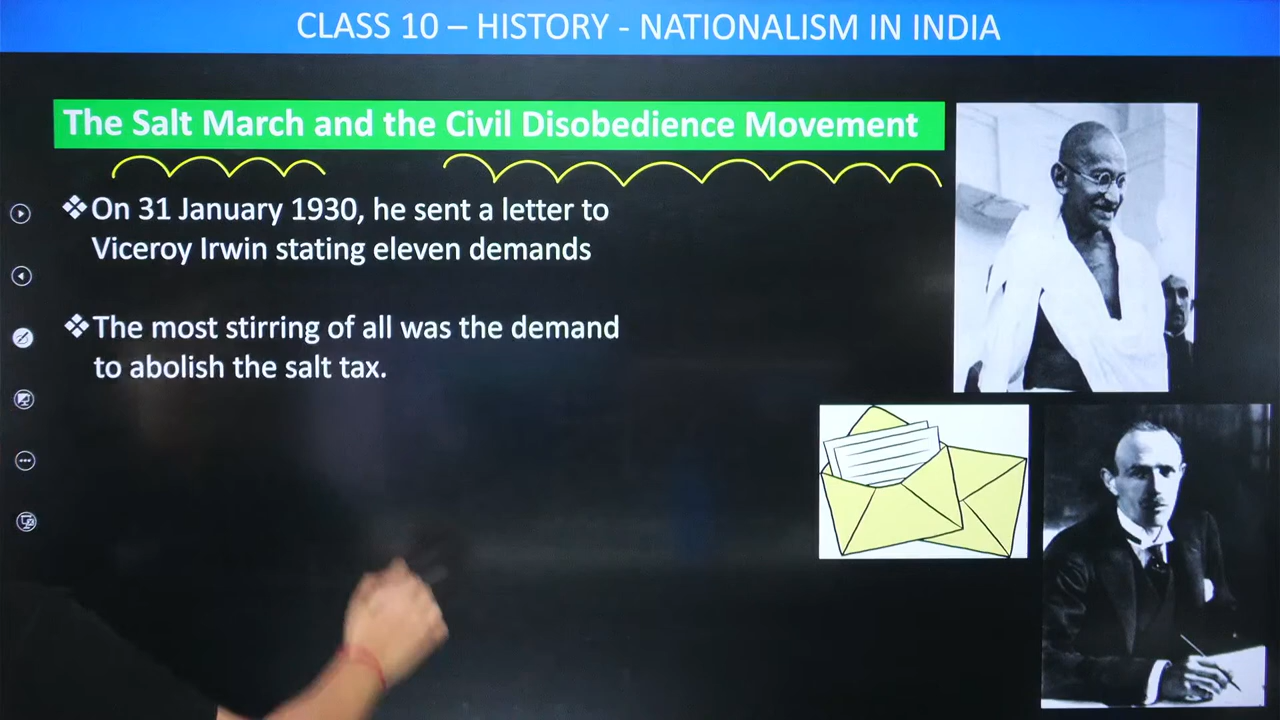 CLASS 10 – HISTORY - NATIONALISM IN INDIA
The Salt March and the Civil Disobedience Movement
❖On 31 January 1930, he sent a letter to
Viceroy Irwin stating eleven demands
❖The most stirring of all was the demand
to abolish the salt tax.